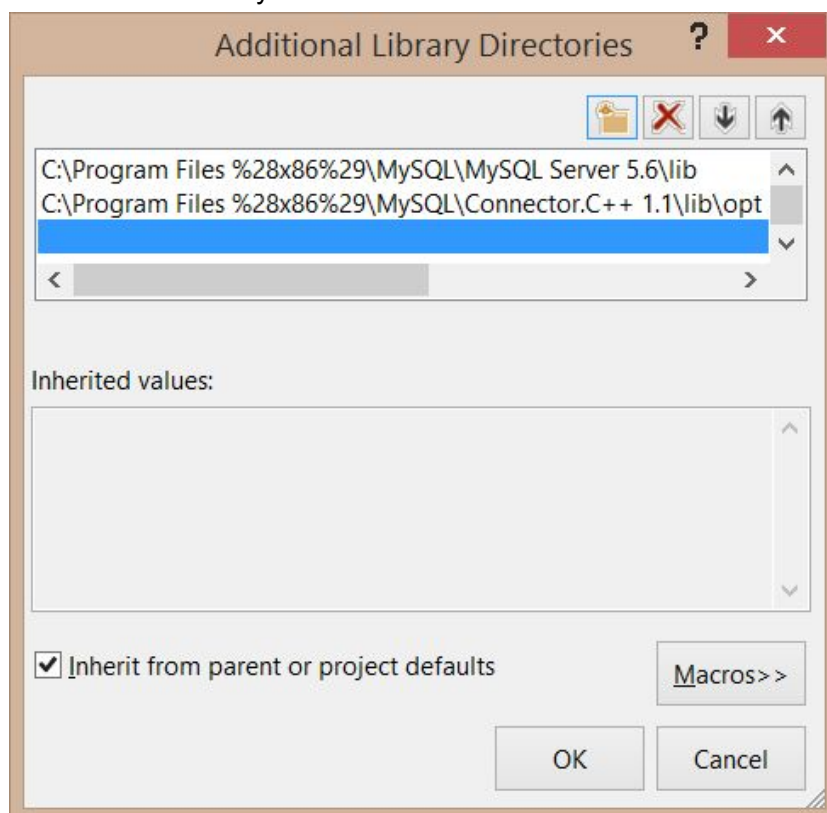 Additional Library Directories ? ×
C:\Program Files %28x86%29\MySQL\MySQL Server 5.6\lib
C:\Program Files %28x86%29\MySQL\Connector.C++ 1.1\lib\opt
Inherited values:
Inherit from parent or project defaults
Macros>>
OK Cancel